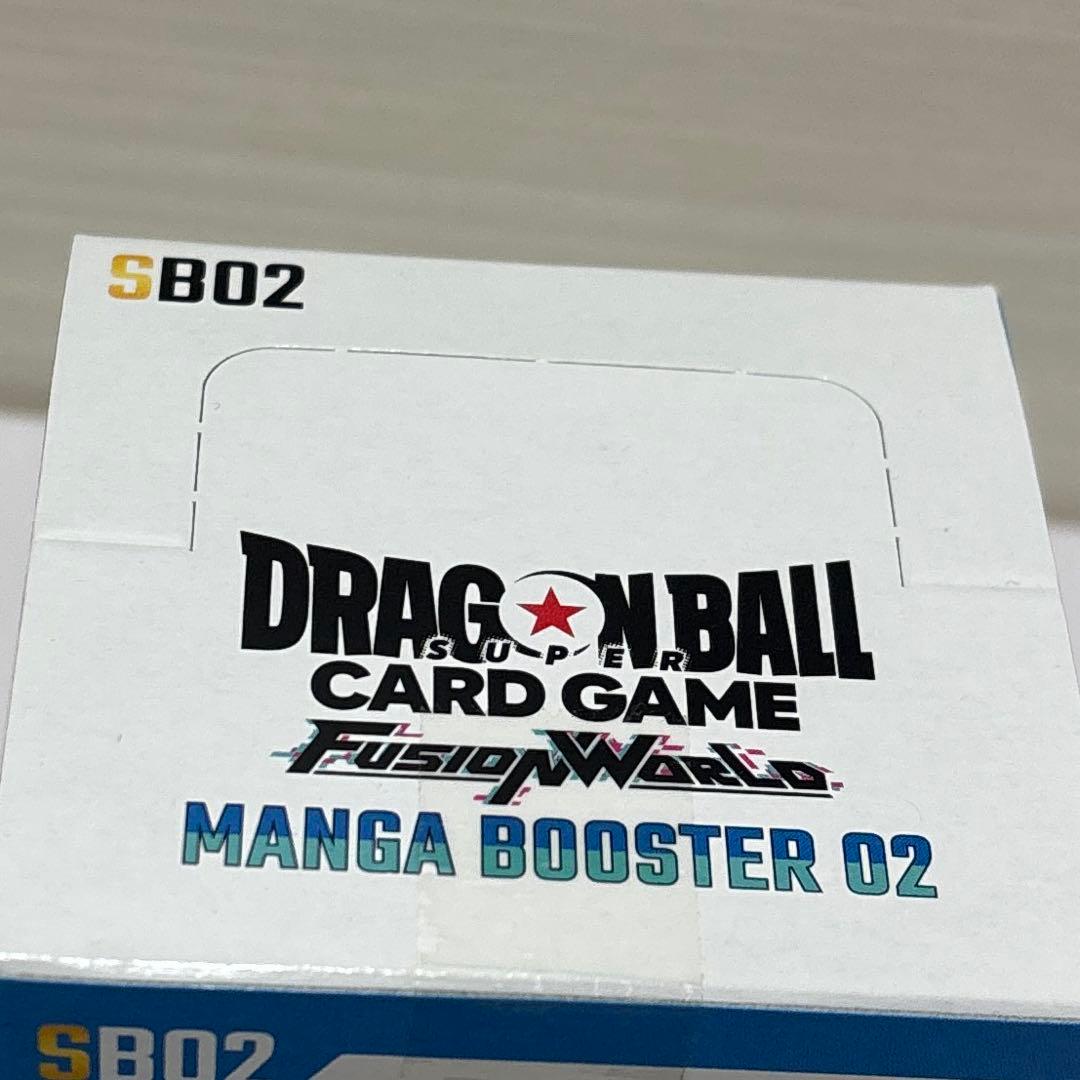 SB02
DRAGON BALL
SUPER
CARD GAME
FUSION WORLD
MANGA BOOSTER 02
SB02